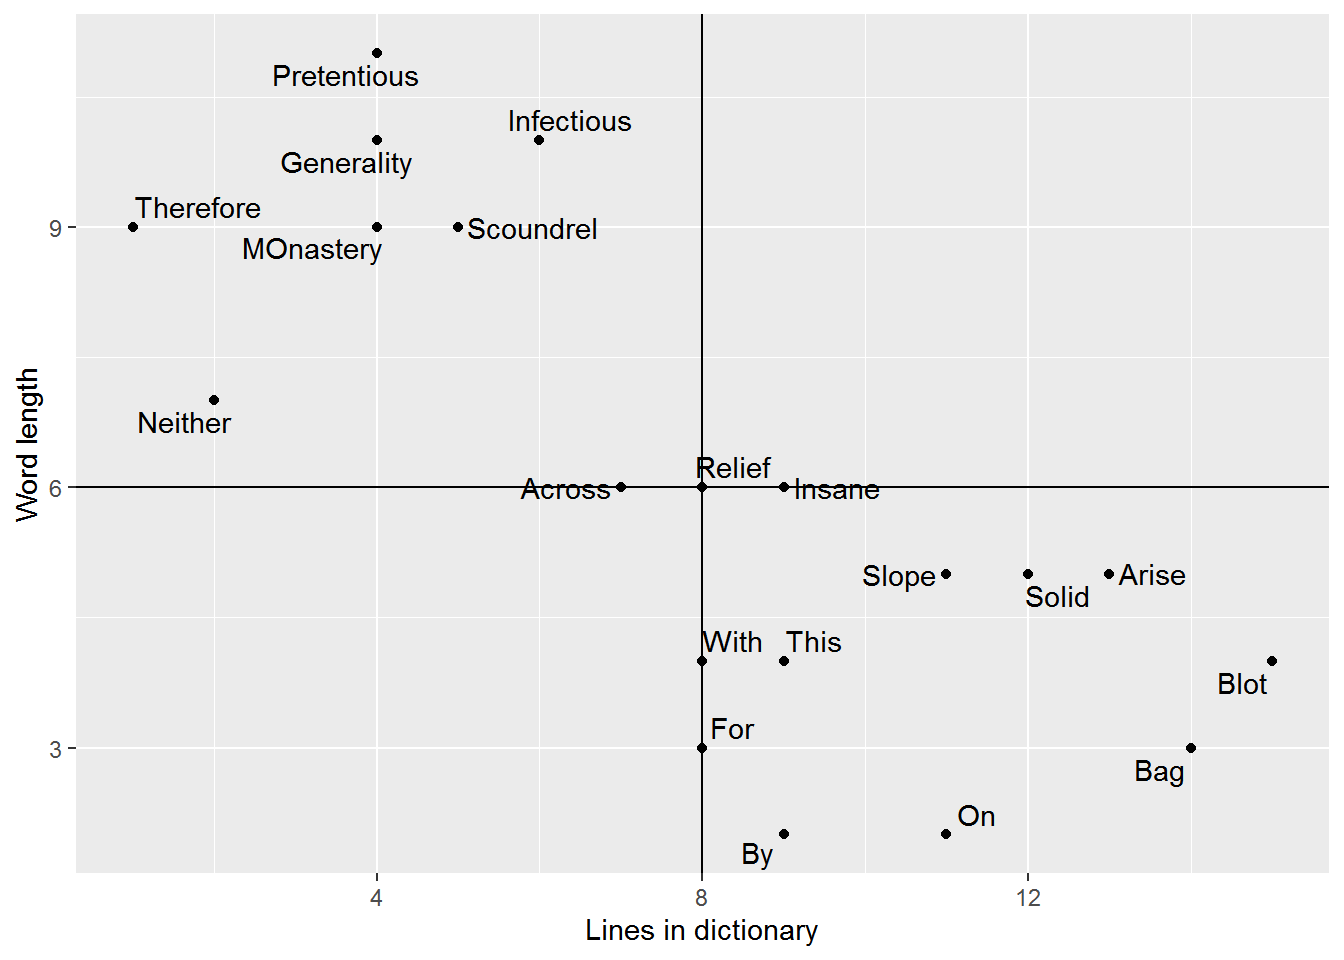 Pretentious
Infectious
Generality
Therefore
9
Scoundrel
MOnastery
Neither
Word length
Relief
6
Across
Insane
Slope
Arise
Solid
With
This
Blot
For
3
Bag
On
By
4
8
12
Lines in dictionary